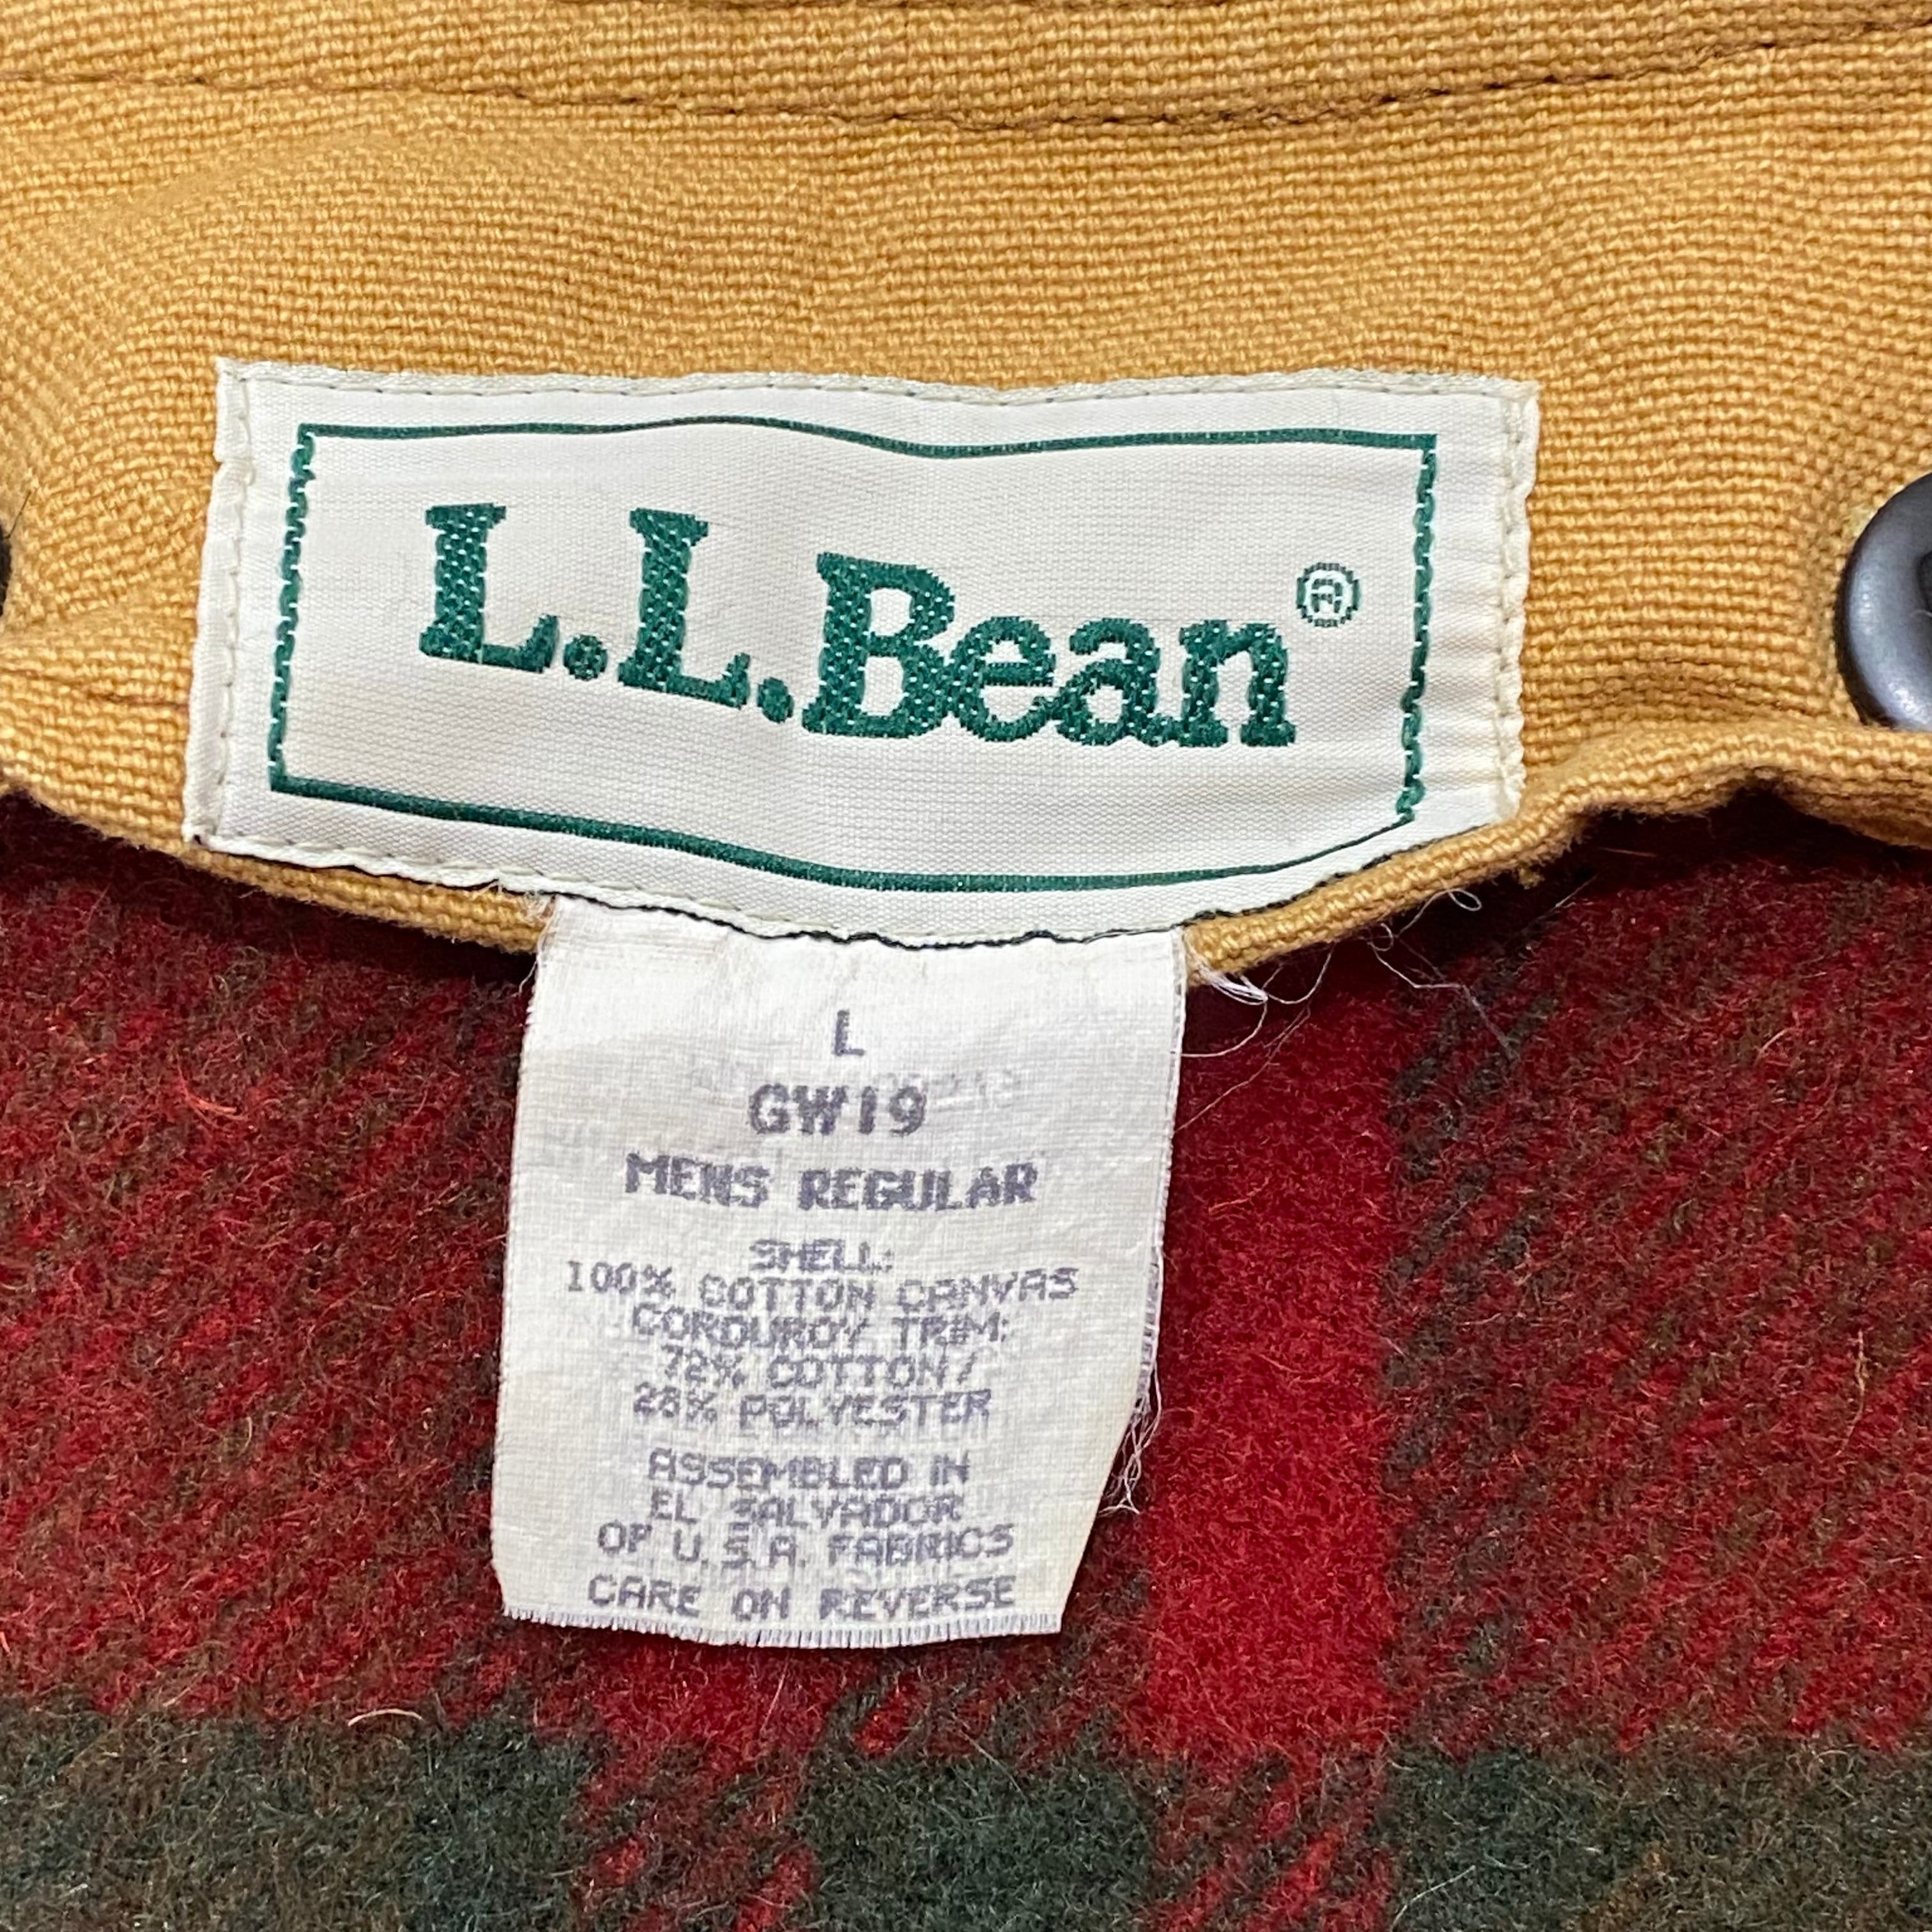 L.L.Bean®
L
GW19
MENS REGULAR
SHELL:
100% COTTON CANVAS
CORDUROY TRIM:
72% COTTON/
28% POLYESTER
ASSEMBLED IN
EL SALVADOR
OF U.S.A. FABRICS
CARE ON REVERSE